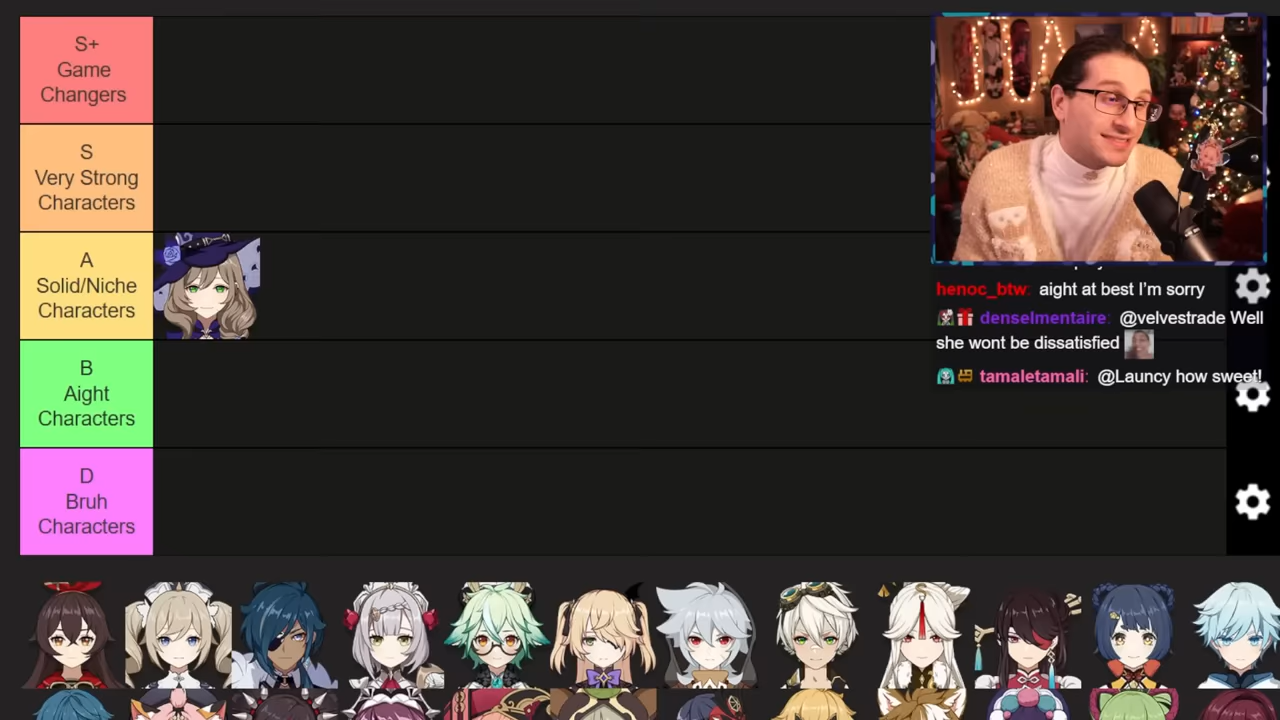 S+
Game
Changers
S
Very Strong
Characters
A
Solid/Niche
Characters
B
Aight
Characters
D
Bruh
Characters
henoc_btw: aight at best I'm sorry
denselmentaire: @velvestrade Well
she wont be dissatisfied
tamaletamali: @Launcy how sweet!